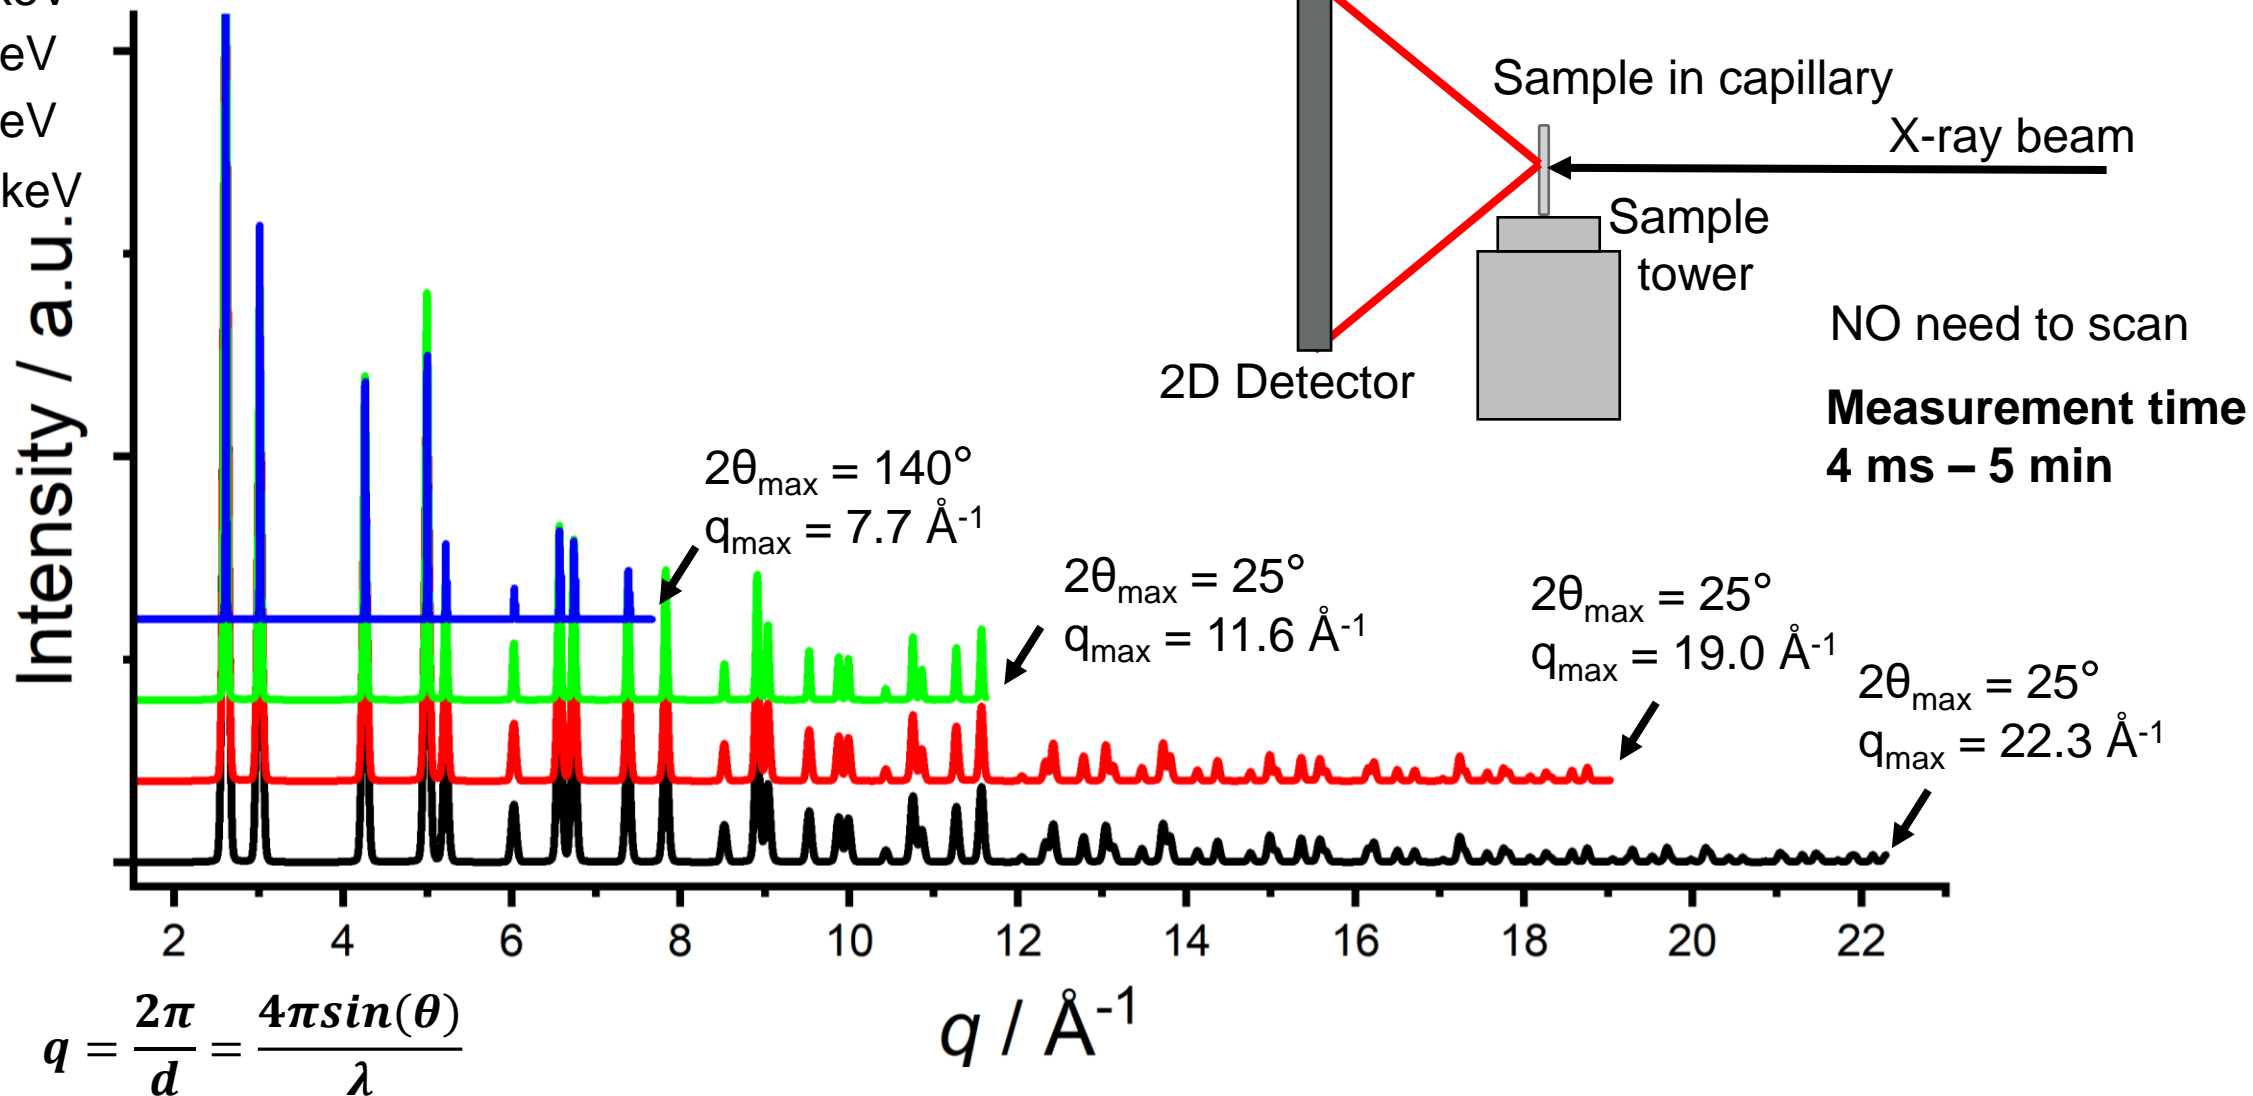 eV
eV
keV
Intensity / a.u.
Sample in capillary
X-ray beam
Sample
tower
2D Detector
NO need to scan
Measurement time
4 ms – 5 min
2θmax = 140°
qmax = 7.7 Å-1
2θmax = 25°
qmax = 11.6 Å-1
2θmax = 25°
qmax = 19.0 Å-1
2θmax = 25°
qmax = 22.3 Å-1
2 4 6 8 10 12 14 16 18 20 22
q / Å-1
q = 2π/d = 4πsin(θ)/λ